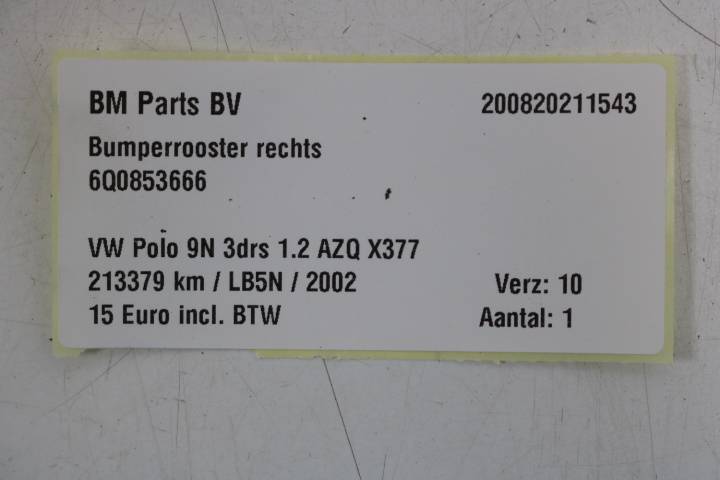 BM Parts BV 200820211543
Bumperrooster rechts
6Q0853666
VW Polo 9N 3drs 1.2 AZQ X377
213379 km / LB5N / 2002 Verz: 10
15 Euro incl. BTW Aantal: 1